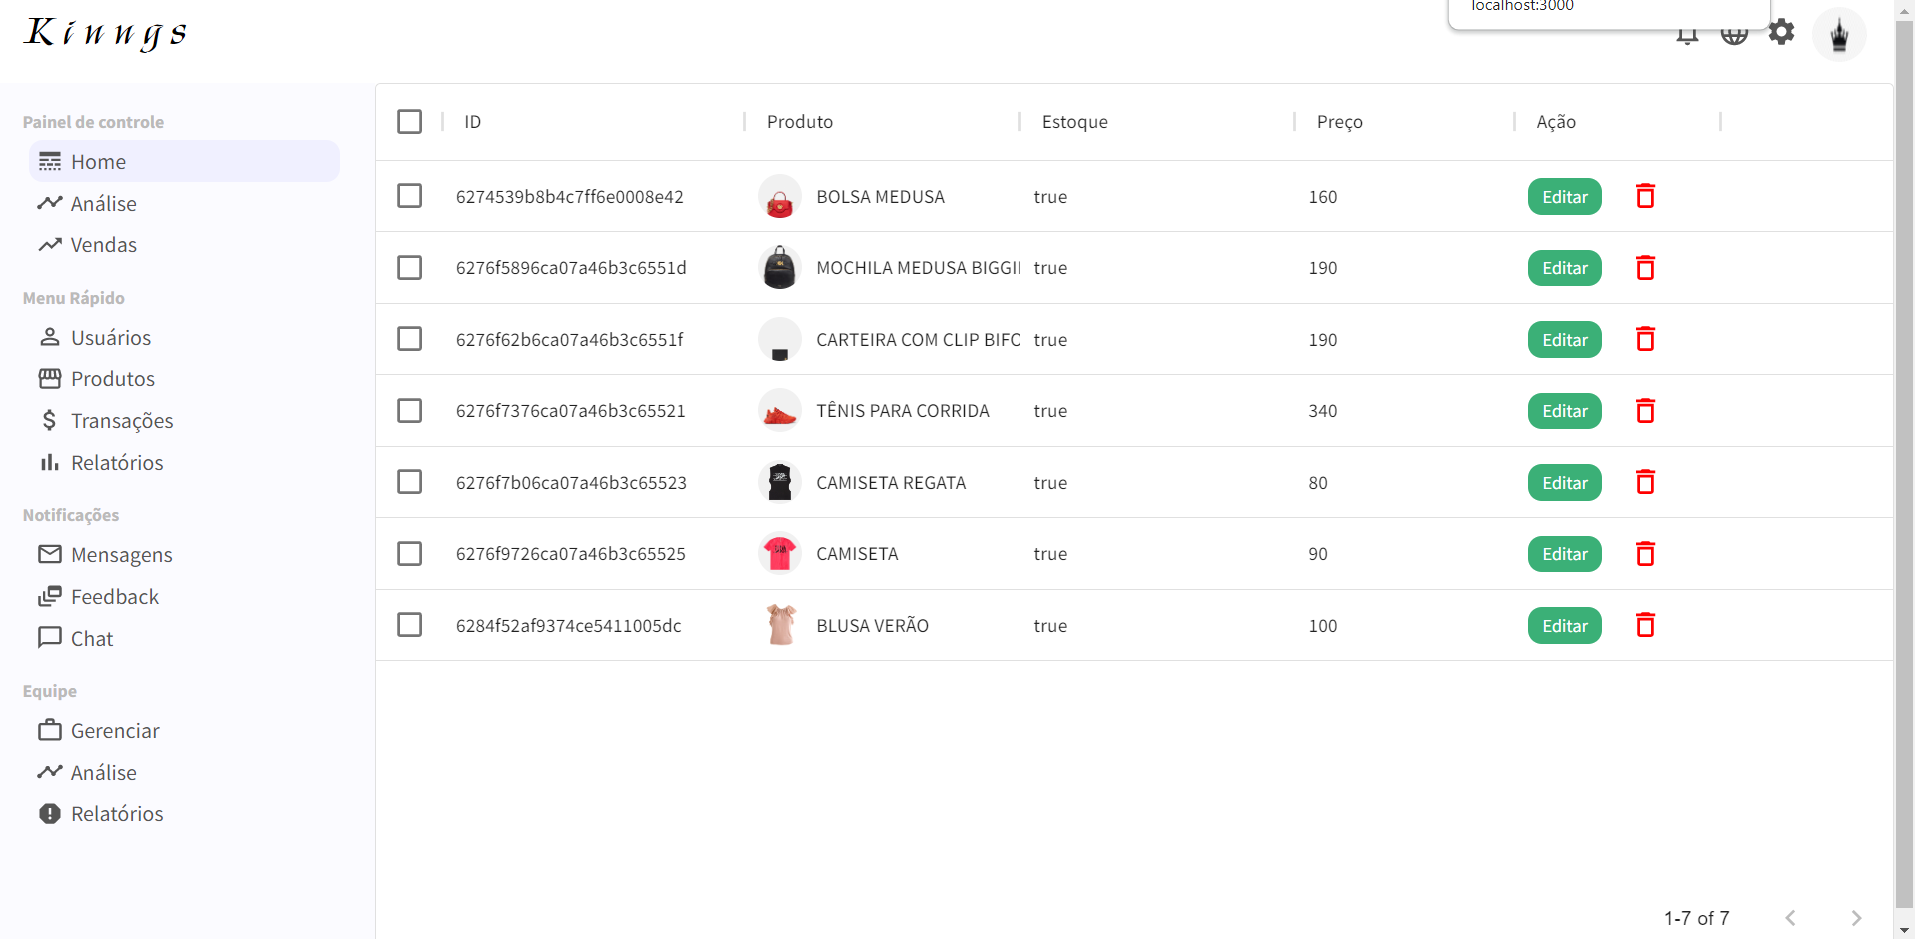 localhost:3000
Kinngs
Painel de controle
Home
Análise
Vendas
Menu Rápido
Usuários
Produtos
Transações
Relatórios
Notificações
Mensagens
Feedback
Chat
Equipe
Gerenciar
Análise
Relatórios
ID Produto Estoque Preço Ação
6274539b8b4c7ff6e0008e42 BOLSA MEDUSA true 160 Editar
6276f5896ca07a46b3c6551d MOCHILA MEDUSA BIGGI true 190 Editar
6276f62b6ca07a46b3c6551f CARTEIRA COM CLIP BIFO true 190 Editar
6276f7376ca07a46b3c65521 TÊNIS PARA CORRIDA true 340 Editar
6276f7b06ca07a46b3c65523 CAMISETA REGATA true 80 Editar
6276f9726ca07a46b3c65525 CAMISETA true 90 Editar
6284f52af9374ce5411005dc BLUSA VERÃO true 100 Editar
1-7 of 7